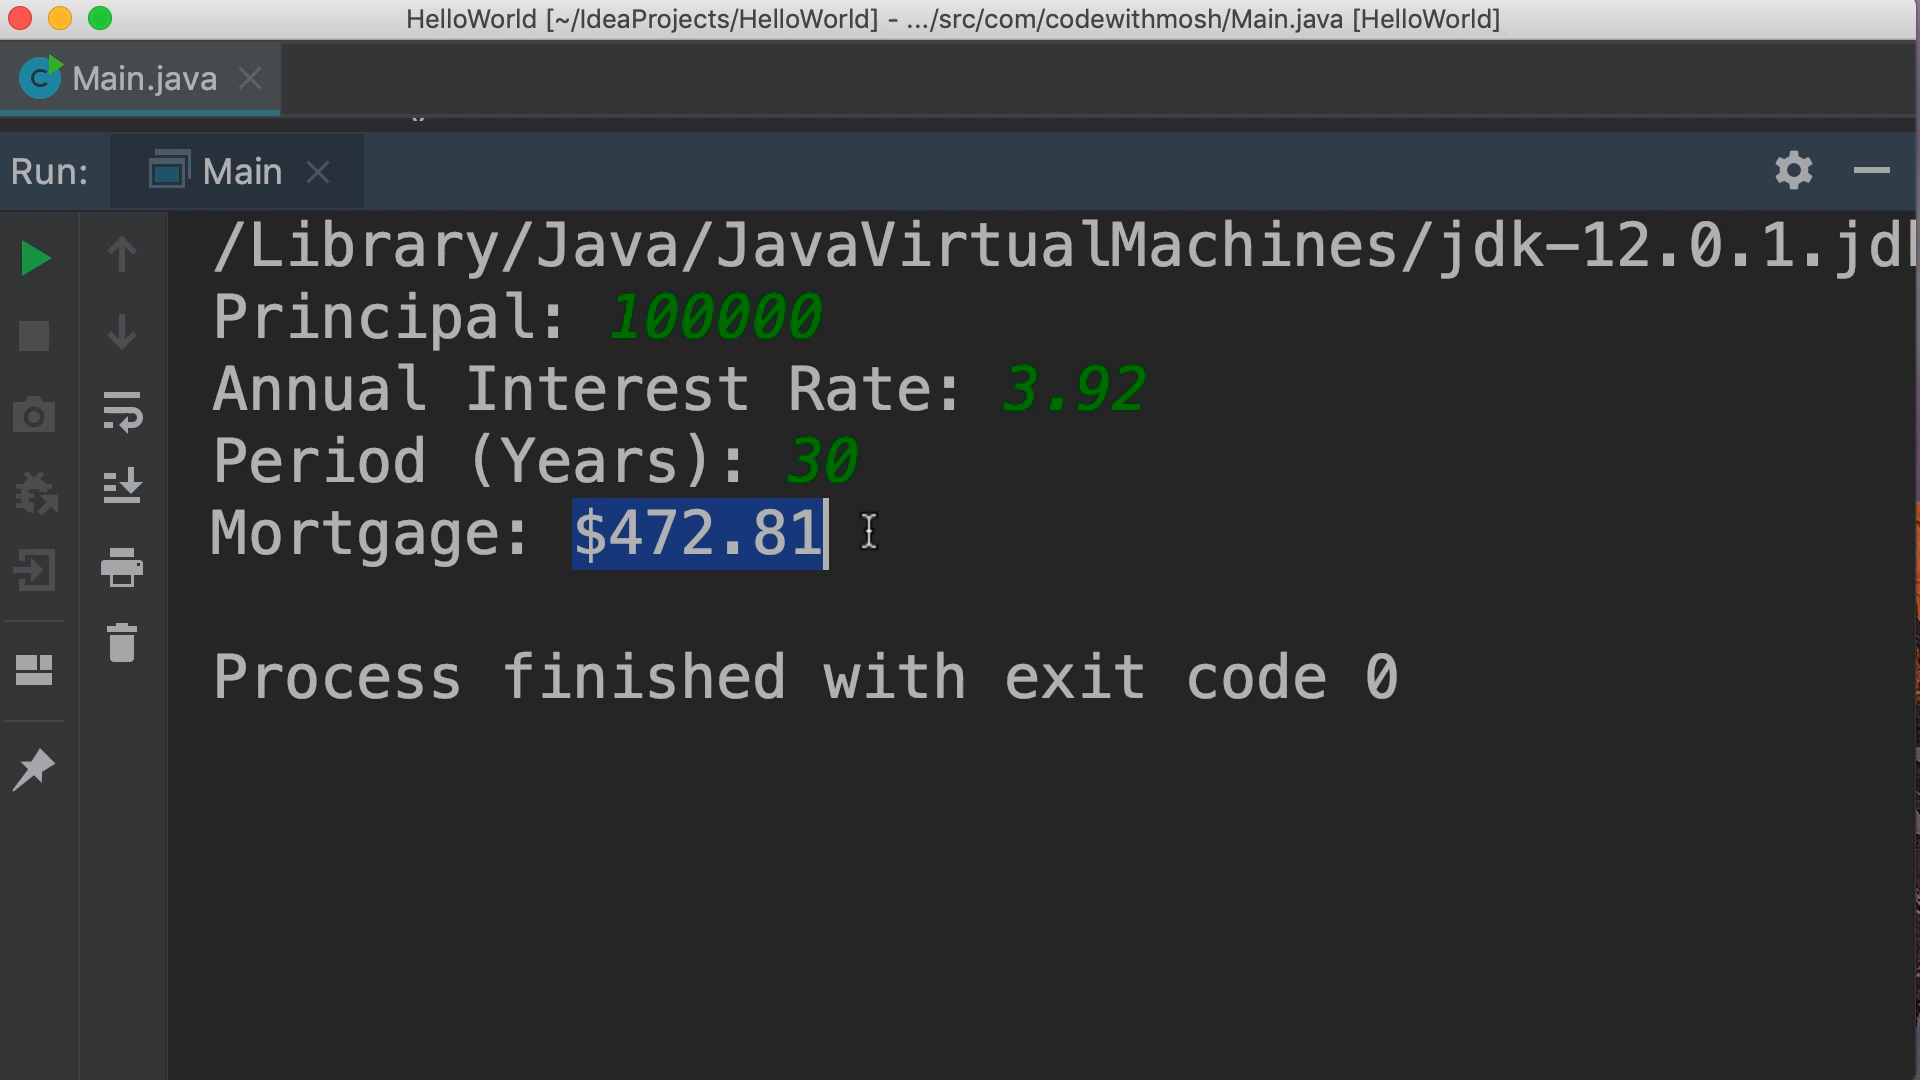 HelloWorld [~/IdeaProjects/HelloWorld] - .../src/com/codewithmosh/Main.java [HelloWorld]
Main.java
Run: Main
/Library/Java/JavaVirtualMachines/jdk-12.0.1.jdk
Principal: 100000
Annual Interest Rate: 3.92
Period (Years): 30
Mortgage: $472.81
Process finished with exit code 0